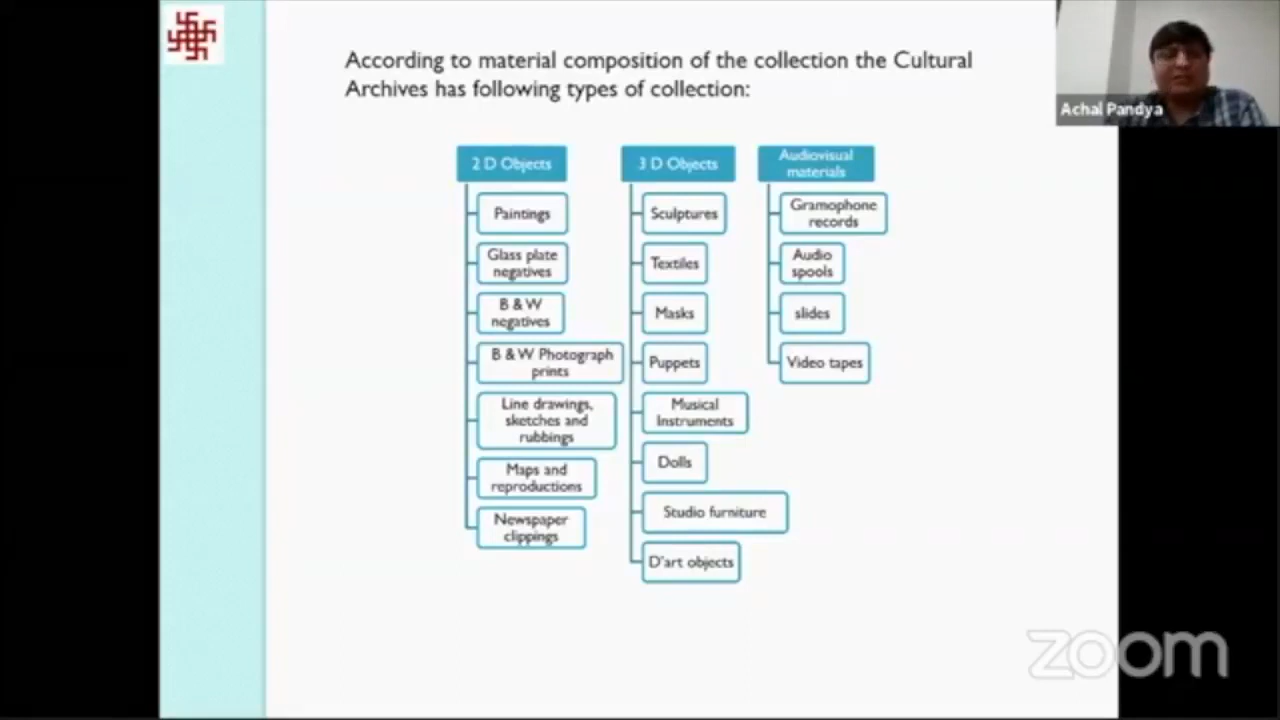 According to material composition of the collection the Cultural
Archives has following types of collection:
Achal Pandya
2 D Objects
Paintings
Glass plate
negatives
B & W
negatives
B & W Photograph
prints
Line drawings,
sketches and
rubbings
Maps and
reproductions
Newspaper
clippings
3 D Objects
Sculptures
Textiles
Masks
Puppets
Musical
Instruments
Dolls
Studio furniture
D'art objects
Audiovisual
materials
Gramophone
records
Audio
spools
slides
Video tapes
zoom